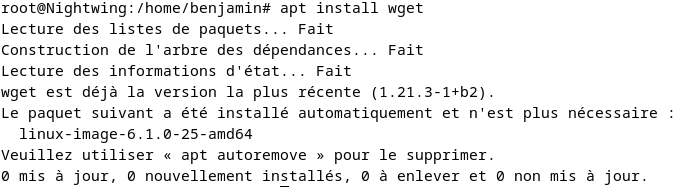 root@Nightwing:/home/benjamin# apt install wget
Lecture des listes de paquets... Fait
Construction de l'arbre des dépendances... Fait
Lecture des informations d'état... Fait
wget est déjà la version la plus récente (1.21.3-1+b2).
Le paquet suivant a été installé automatiquement et n'est plus nécessaire :
  linux-image-6.1.0-25-amd64
Veuillez utiliser « apt autoremove » pour le supprimer.
0 mis à jour, 0 nouvellement installés, 0 à enlever et 0 non mis à jour.